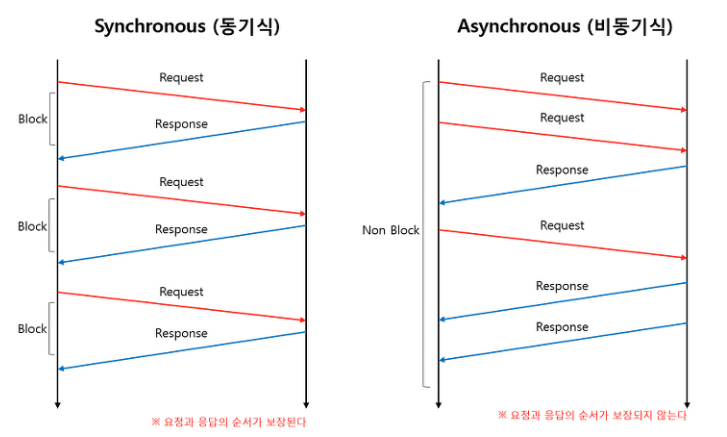 Synchronous (동기식)
Request
Block
Response
Request
Block
Response
Request
Block
Response
※ 요청과 응답의 순서가 보장된다
Asynchronous (비동기식)
Request
Request
Response
Non Block
Request
Response
Response
※ 요청과 응답의 순서가 보장되지 않는다